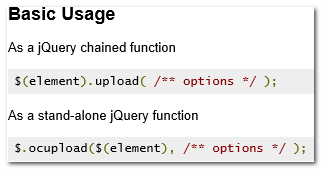 Basic Usage
As a jQuery chained function
$(element).upload( /** options */ );
As a stand-alone jQuery function
$.ocupload($(element), /** options */ );